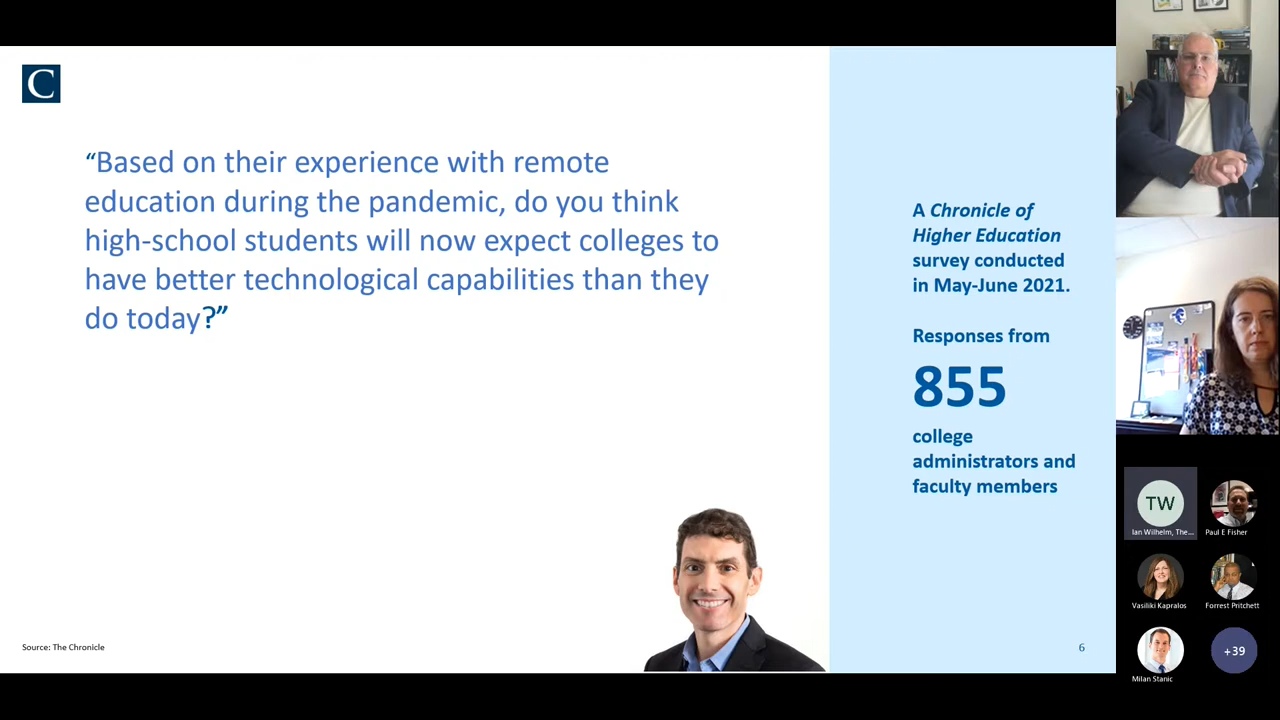 C
“Based on their experience with remote
education during the pandemic, do you think
high-school students will now expect colleges to
have better technological capabilities than they
do today?”
A Chronicle of
Higher Education
survey conducted
in May-June 2021.
Responses from
855
college
administrators and
faculty members
Source: The Chronicle
6
TW
Ian Wilhelm, The...
Paul E Fisher
Vasiliki Kapralos
Forrest Pritchett
Milan Stanic
+39